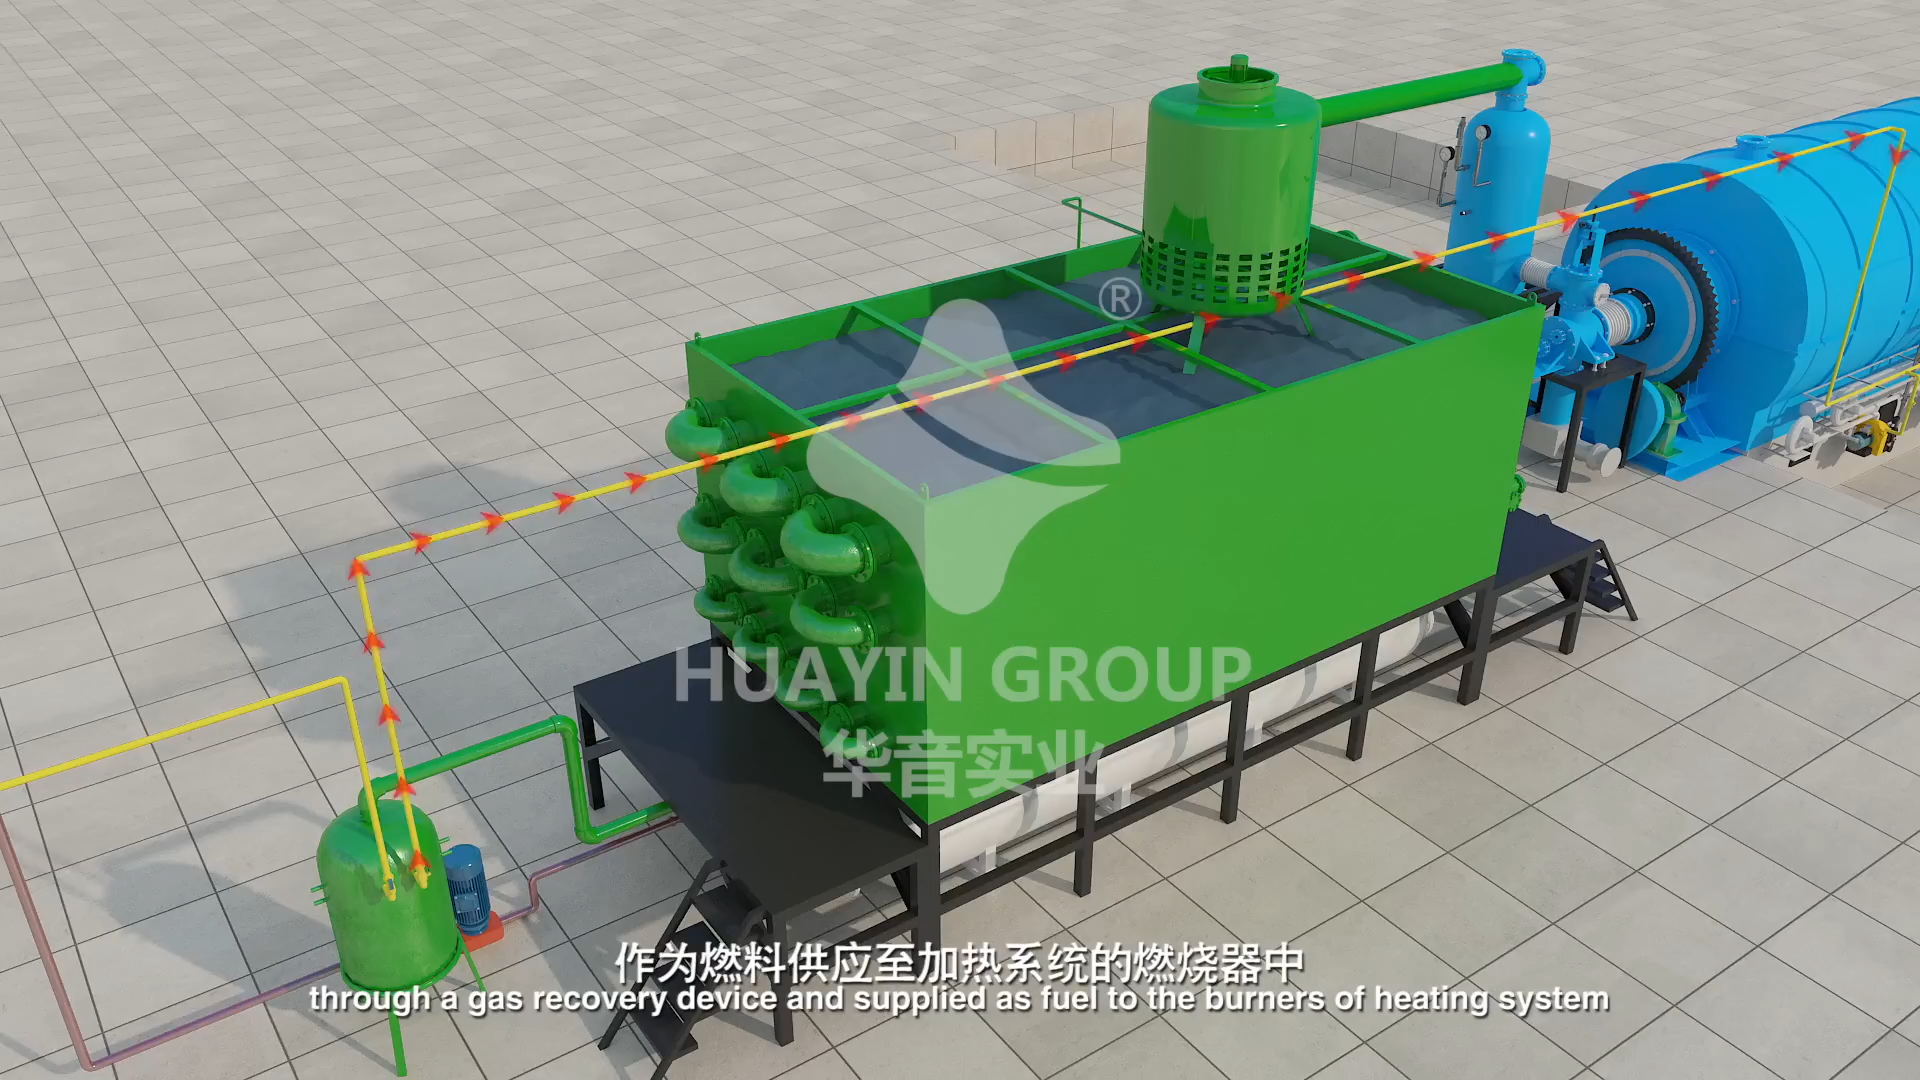 ®
HUAYIN GROUP
华音实业
作为燃料供应至加热系统的燃烧器中
through a gas recovery device and supplied as fuel to the burners of heating system